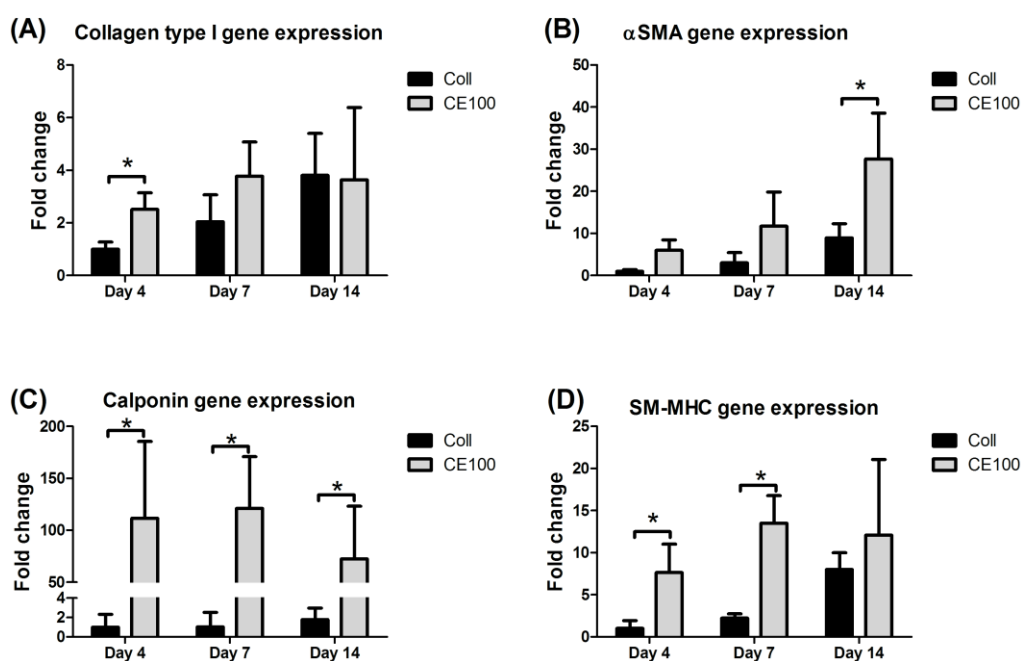 (A) Collagen type I gene expression
Fold change
8
6
4
2
0
*
Day 4 Day 7 Day 14
Coll
CE100
(B) αSMA gene expression
Fold change
50
40
30
20
10
0
*
Day 4 Day 7 Day 14
Coll
CE100
(C) Calponin gene expression
Fold change
200
150
100
50
4
2
0
* * *
Day 4 Day 7 Day 14
Coll
CE100
(D) SM-MHC gene expression
Fold change
25
20
15
10
5
0
* *
Day 4 Day 7 Day 14
Coll
CE100